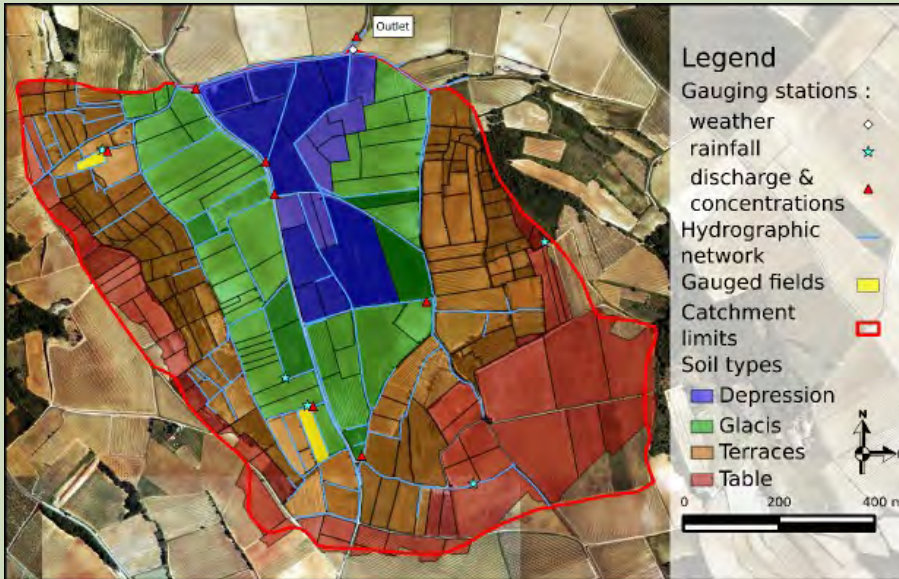 Outlet
Legend
Gauging stations :
weather
rainfall
discharge &
concentrations
Hydrographic
network
Gauged fields
Catchment
limits
Soil types
Depression
Glacis
Terraces
Table
N
0 200 400 m